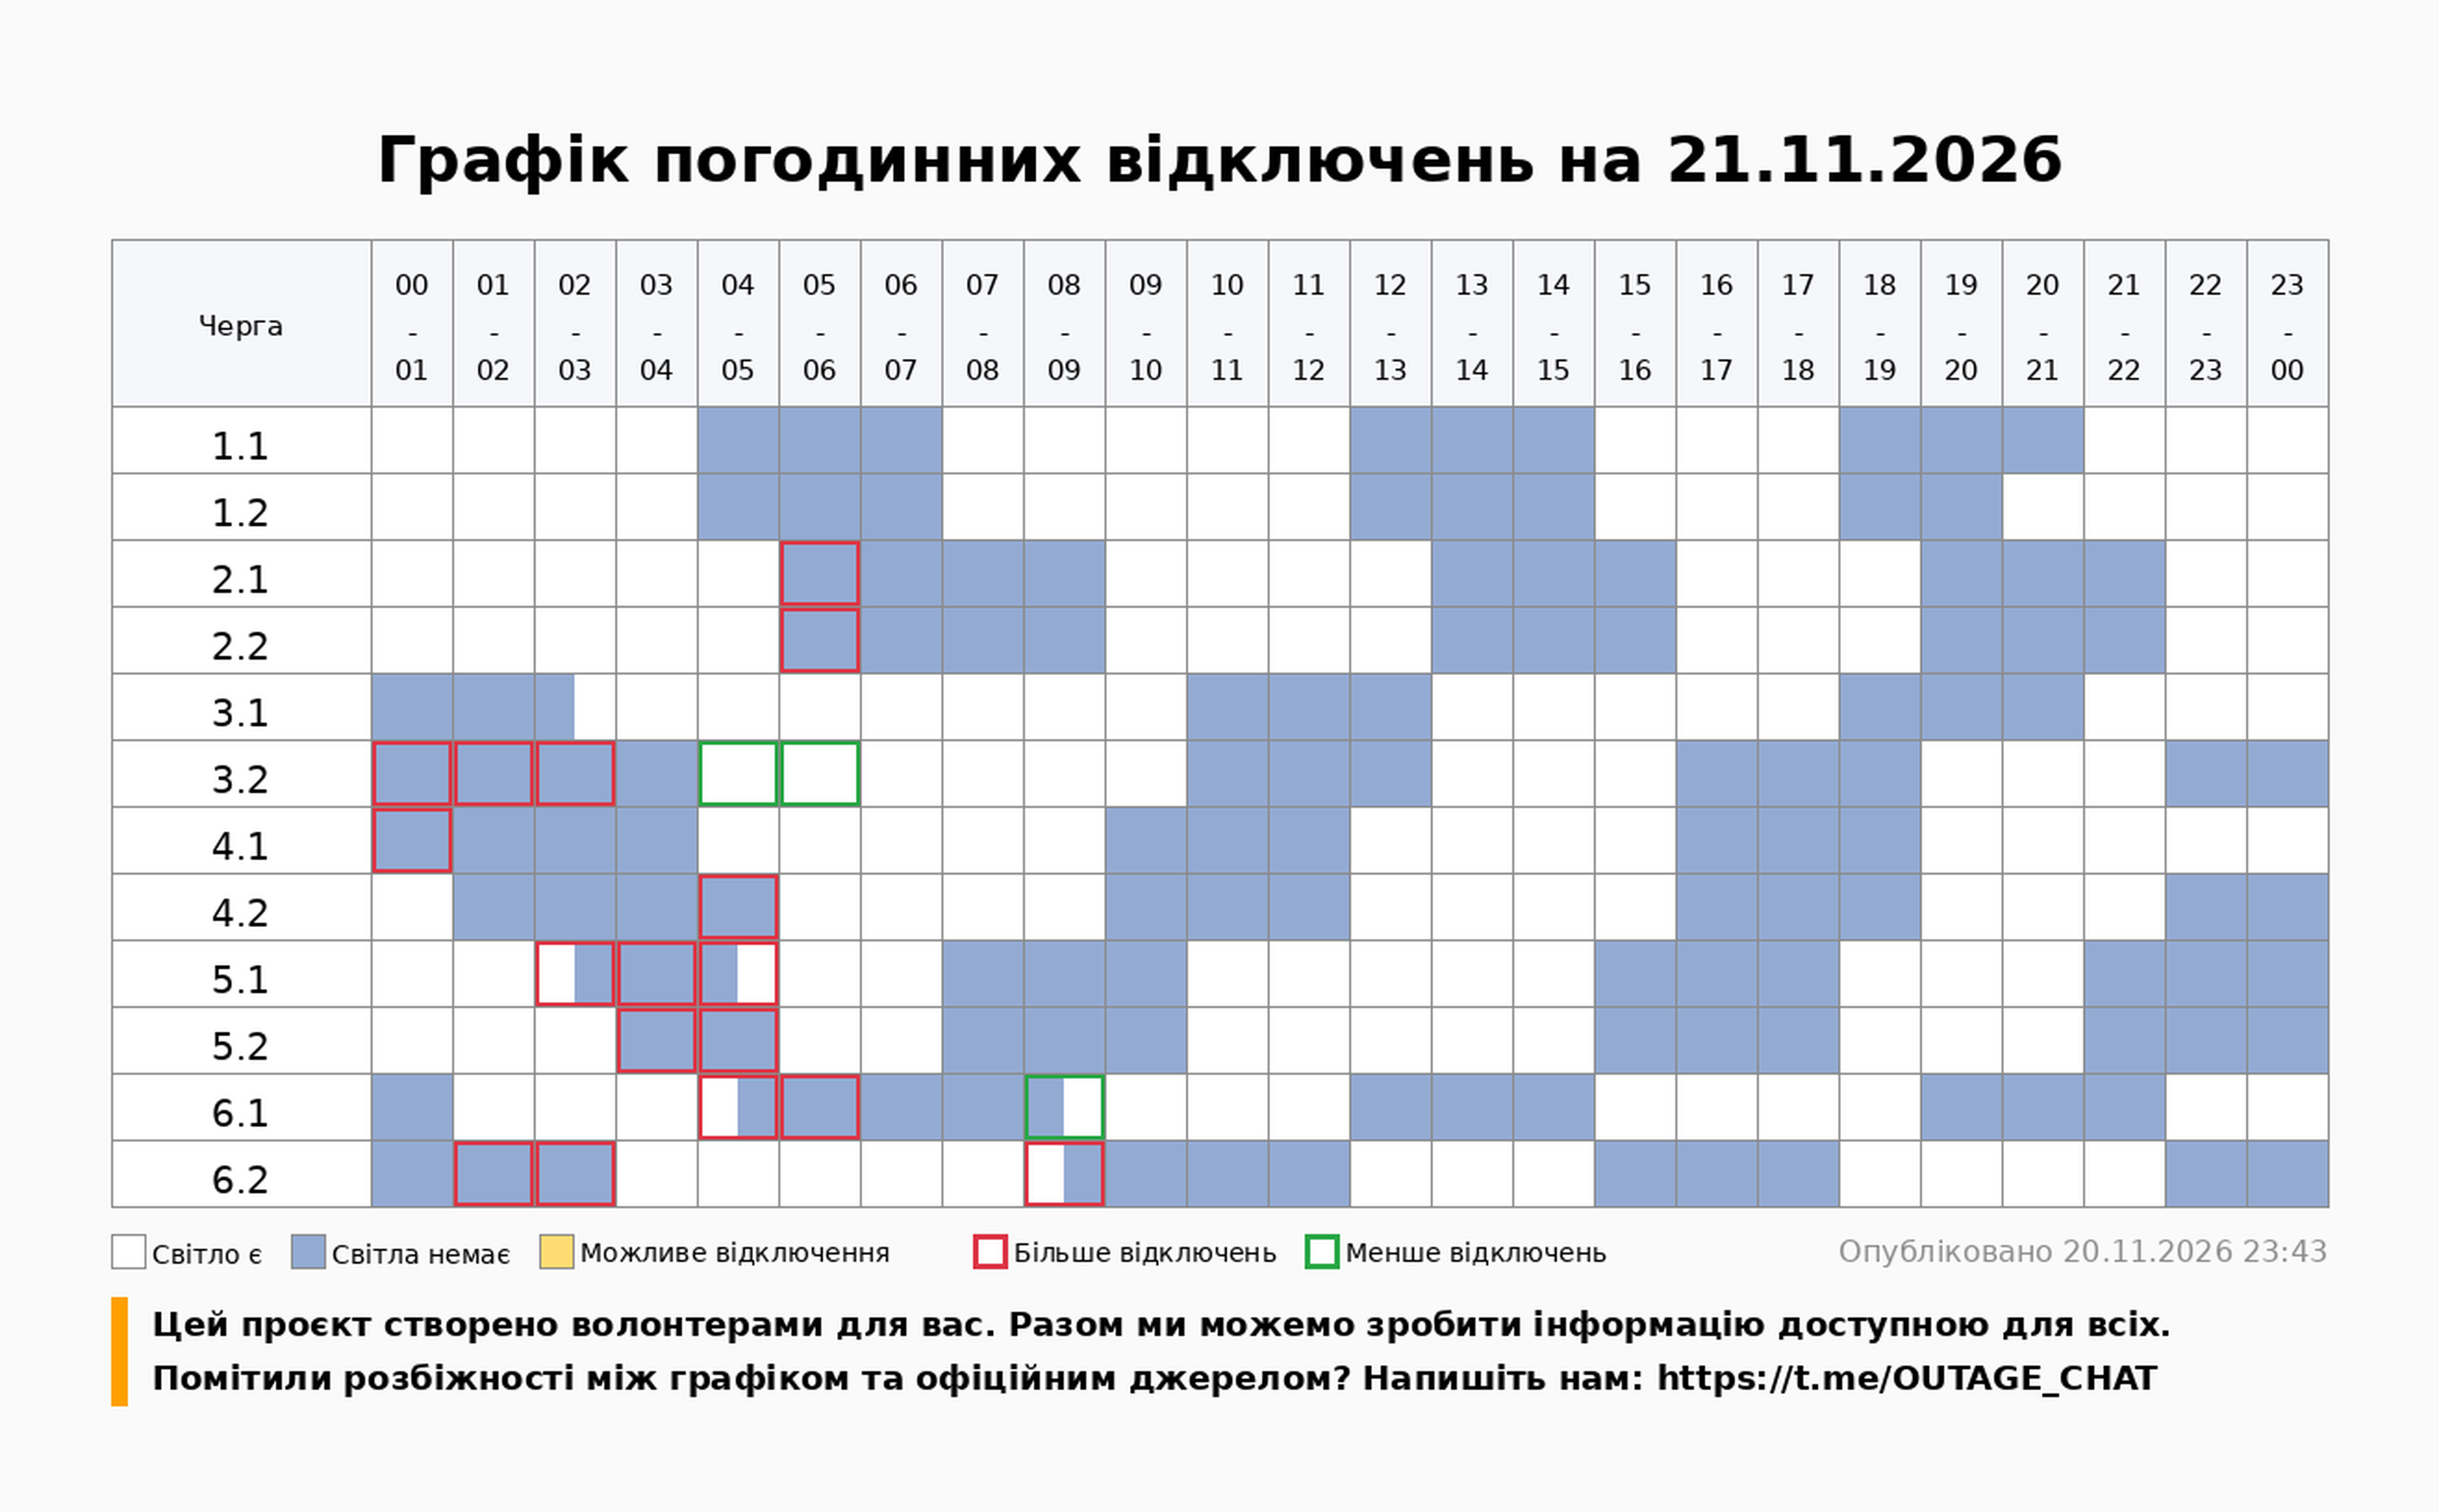 Графік погодинних відключень на 21.11.2026
Черга
00 01 02 03 04 05 06 07 08 09 10 11 12 13 14 15 16 17 18 19 20 21 22 23
- - - - - - - - - - - - - - - - - - - - - - - -
01 02 03 04 05 06 07 08 09 10 11 12 13 14 15 16 17 18 19 20 21 22 23 00
1.1
1.2
2.1
2.2
3.1
3.2
4.1
4.2
5.1
5.2
6.1
6.2
Світло є Світла немає Можливе відключення Більше відключень Менше відключень Опубліковано 20.11.2026 23:43
Цей проєкт створено волонтерами для вас. Разом ми можемо зробити інформацію доступною для всіх.
Помітили розбіжності між графіком та офіційним джерелом? Напишіть нам: https://t.me/OUTAGE_CHAT